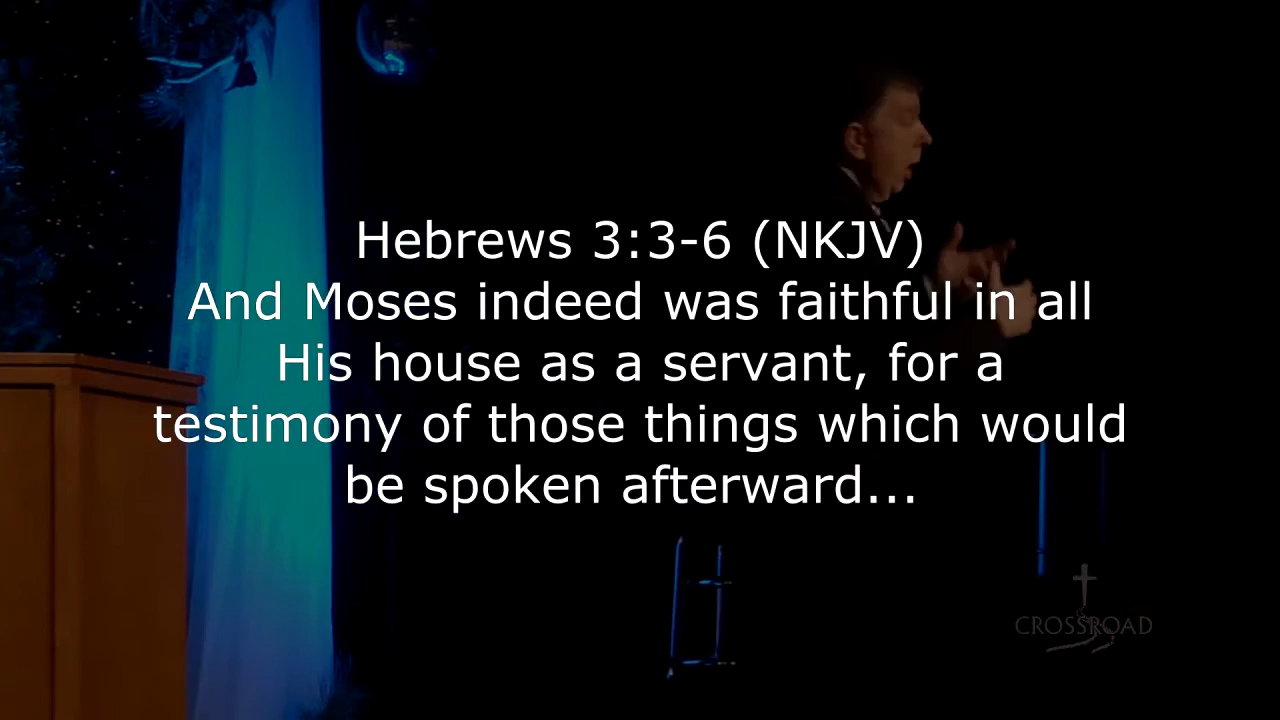 Hebrews 3:3-6 (NKJV)
And Moses indeed was faithful in all
His house as a servant, for a
testimony of those things which would
be spoken afterward...
CROSSROAD